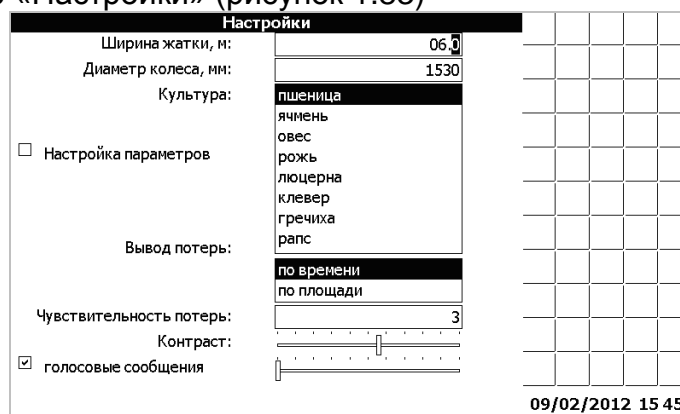 «Настройки»
Настройки
Ширина жатки, м: 06.0
Диаметр колеса, мм: 1530
Культура: пшеница
ячмень
овес
Настройка параметров рожь
люцерна
клевер
гречиха
рапс
Вывод потерь:
по времени
по площади
Чувствительность потерь: 3
Контраст:
голосовые сообщения
09/02/2012 15 45